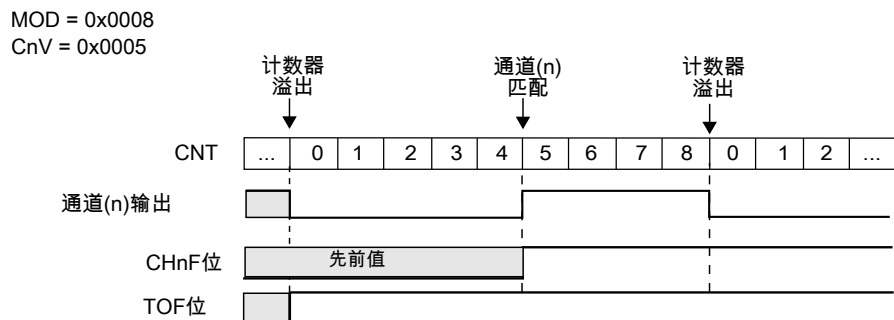 MOD = 0x0008
CnV = 0x0005
计数器
溢出
通道(n)
匹配
计数器
溢出
CNT ... 0 1 2 3 4 5 6 7 8 0 1 2 ...
通道(n)输出
CHnF位 先前值
TOF位